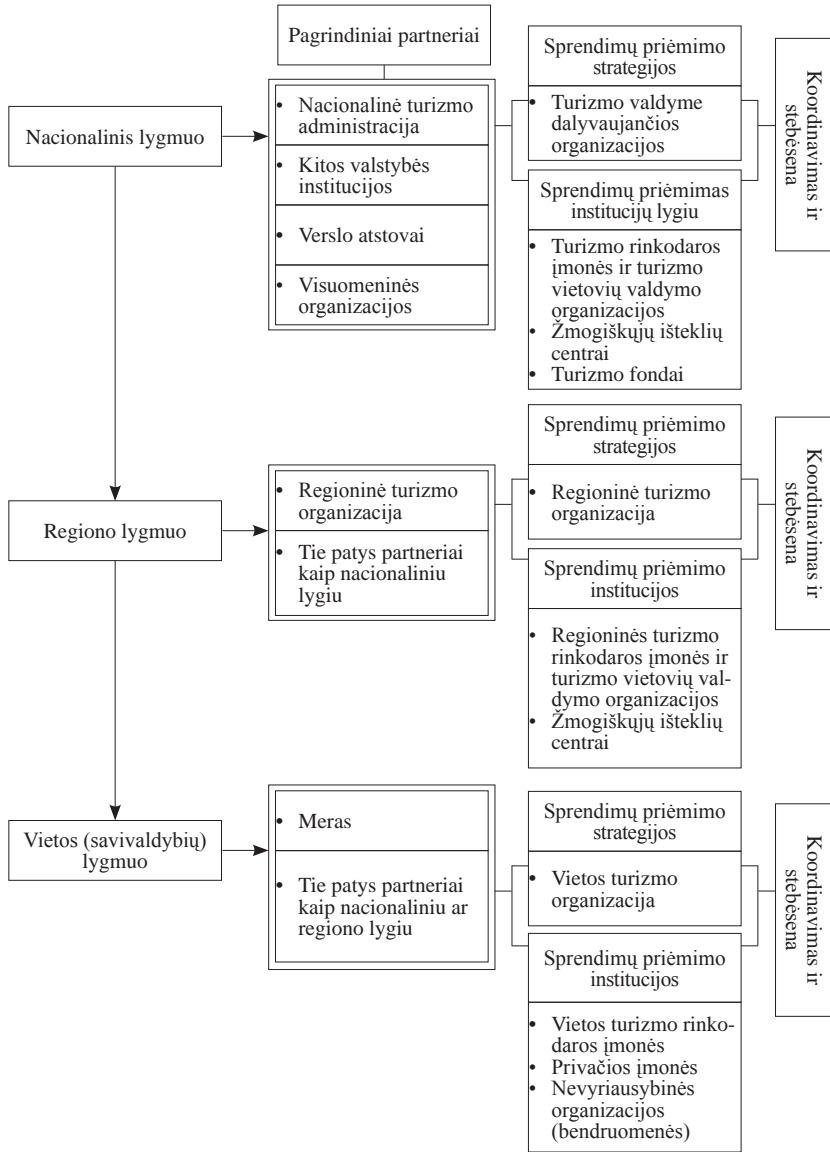 Pagrindiniai partneriai
Nacionalinis lygmuo
• Nacionalinė turizmo
administracija
• Kitos valstybės
institucijos
• Verslo atstovai
• Visuomeninės
organizacijos
Sprendimų priėmimo
strategijos
• Turizmo valdyme
dalyvaujančios
organizacijos
Sprendimų priėmimas
institucijų lygiu
• Turizmo rinkodaros
įmonės ir turizmo
vietovių valdymo
organizacijos
• Žmogiškųjų išteklių
centrai
• Turizmo fondai
Koordinavimas ir
stebėsena
Regiono lygmuo
• Regioninė turizmo
organizacija
• Tie patys partneriai
kaip nacionaliniu
lygiu
Sprendimų priėmimo
strategijos
• Regioninė turizmo
organizacija
Sprendimų priėmimo
institucijos
• Regioninės turizmo
rinkodaros įmonės ir
turizmo vietovių val-
dymo organizacijos
• Žmogiškųjų išteklių
centrai
Koordinavimas ir
stebėsena
Vietos (savivaldybių)
lygmuo
• Meras
• Tie patys partneriai
kaip nacionaliniu ar
regiono lygiu
Sprendimų priėmimo
strategijos
• Vietos turizmo
organizacija
Sprendimų priėmimo
institucijos
• Vietos turizmo rinko-
daros įmonės
• Privačios įmonės
• Nevyriausybinės
organizacijos
(bendruomenės)
Koordinavimas ir
stebėsena